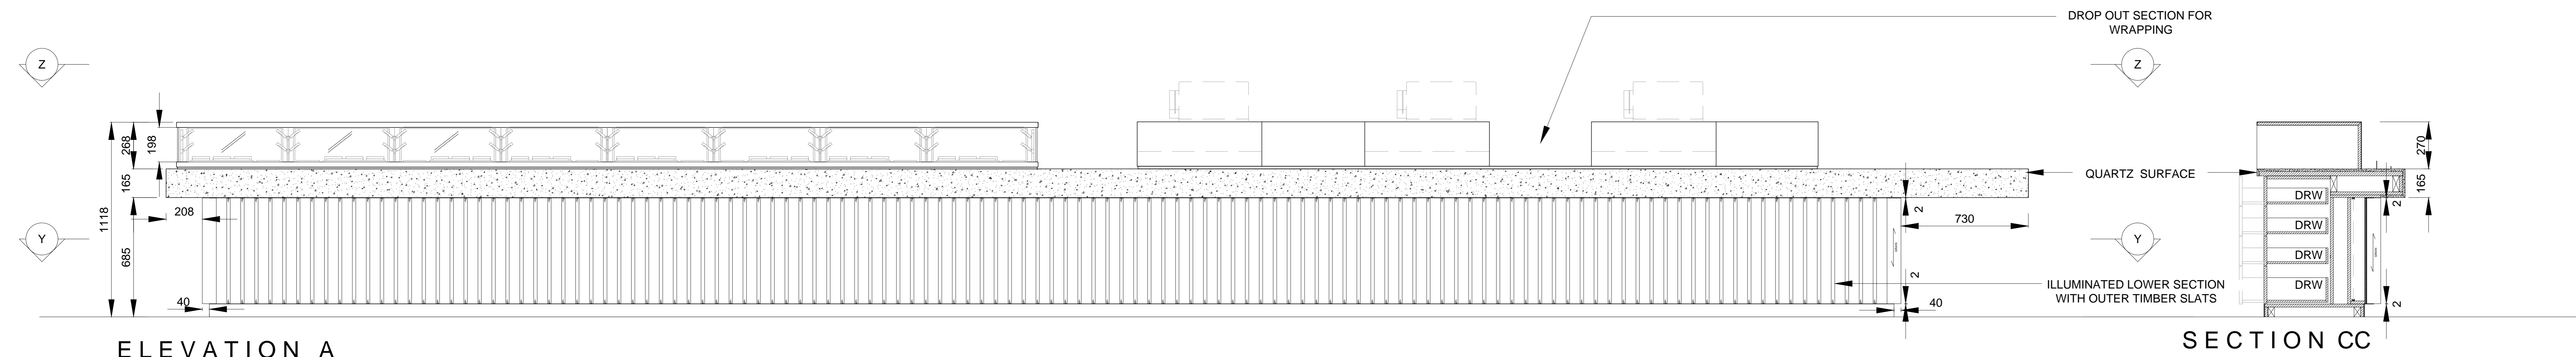 DROP OUT SECTION FOR
WRAPPING
Z
Z
268
198
270
165
QUARTZ SURFACE
165
1118
208
730
2
2
DRW
DRW
DRW
DRW
Y
Y
685
2
2
40
40
ILLUMINATED LOWER SECTION
WITH OUTER TIMBER SLATS
ELEVATION A
SECTION CC